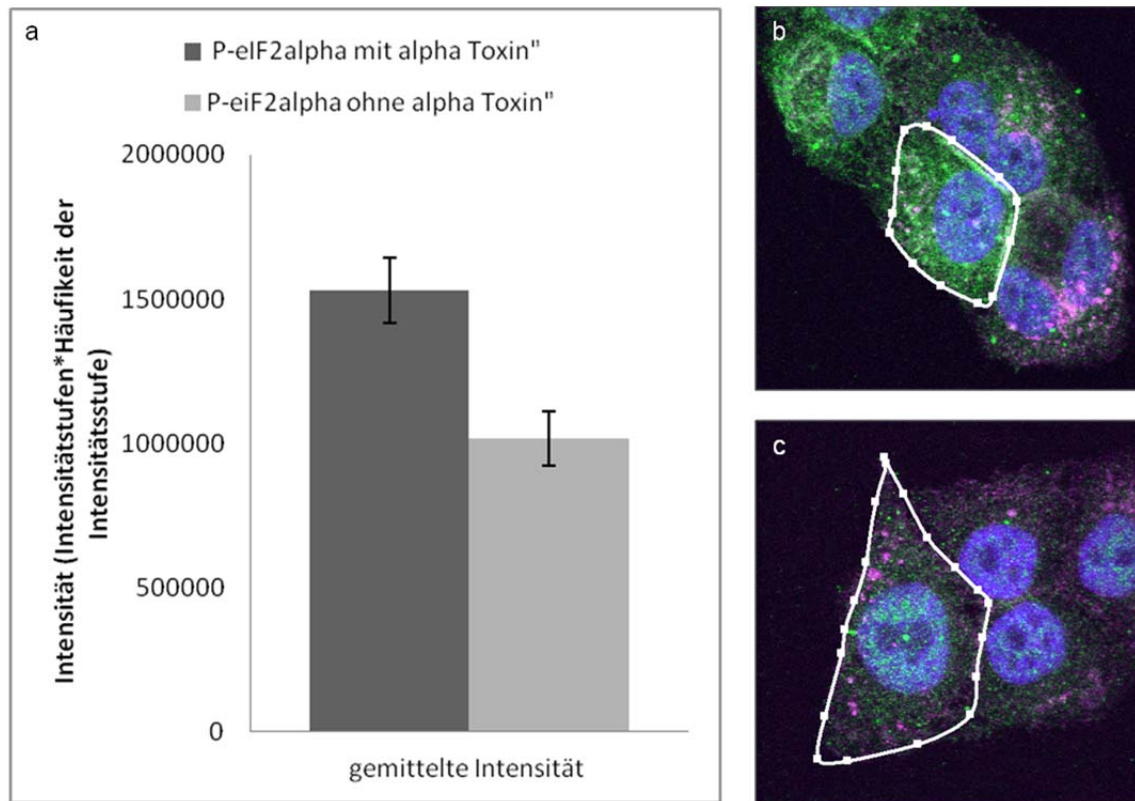 a
P-eIF2alpha mit alpha Toxin"
P-eiF2alpha ohne alpha Toxin"
Intensität (Intensitätstufen*Häufikeit der
Intensitätsstufe)
2000000
1500000
1000000
500000
0
gemittelte Intensität
b
c